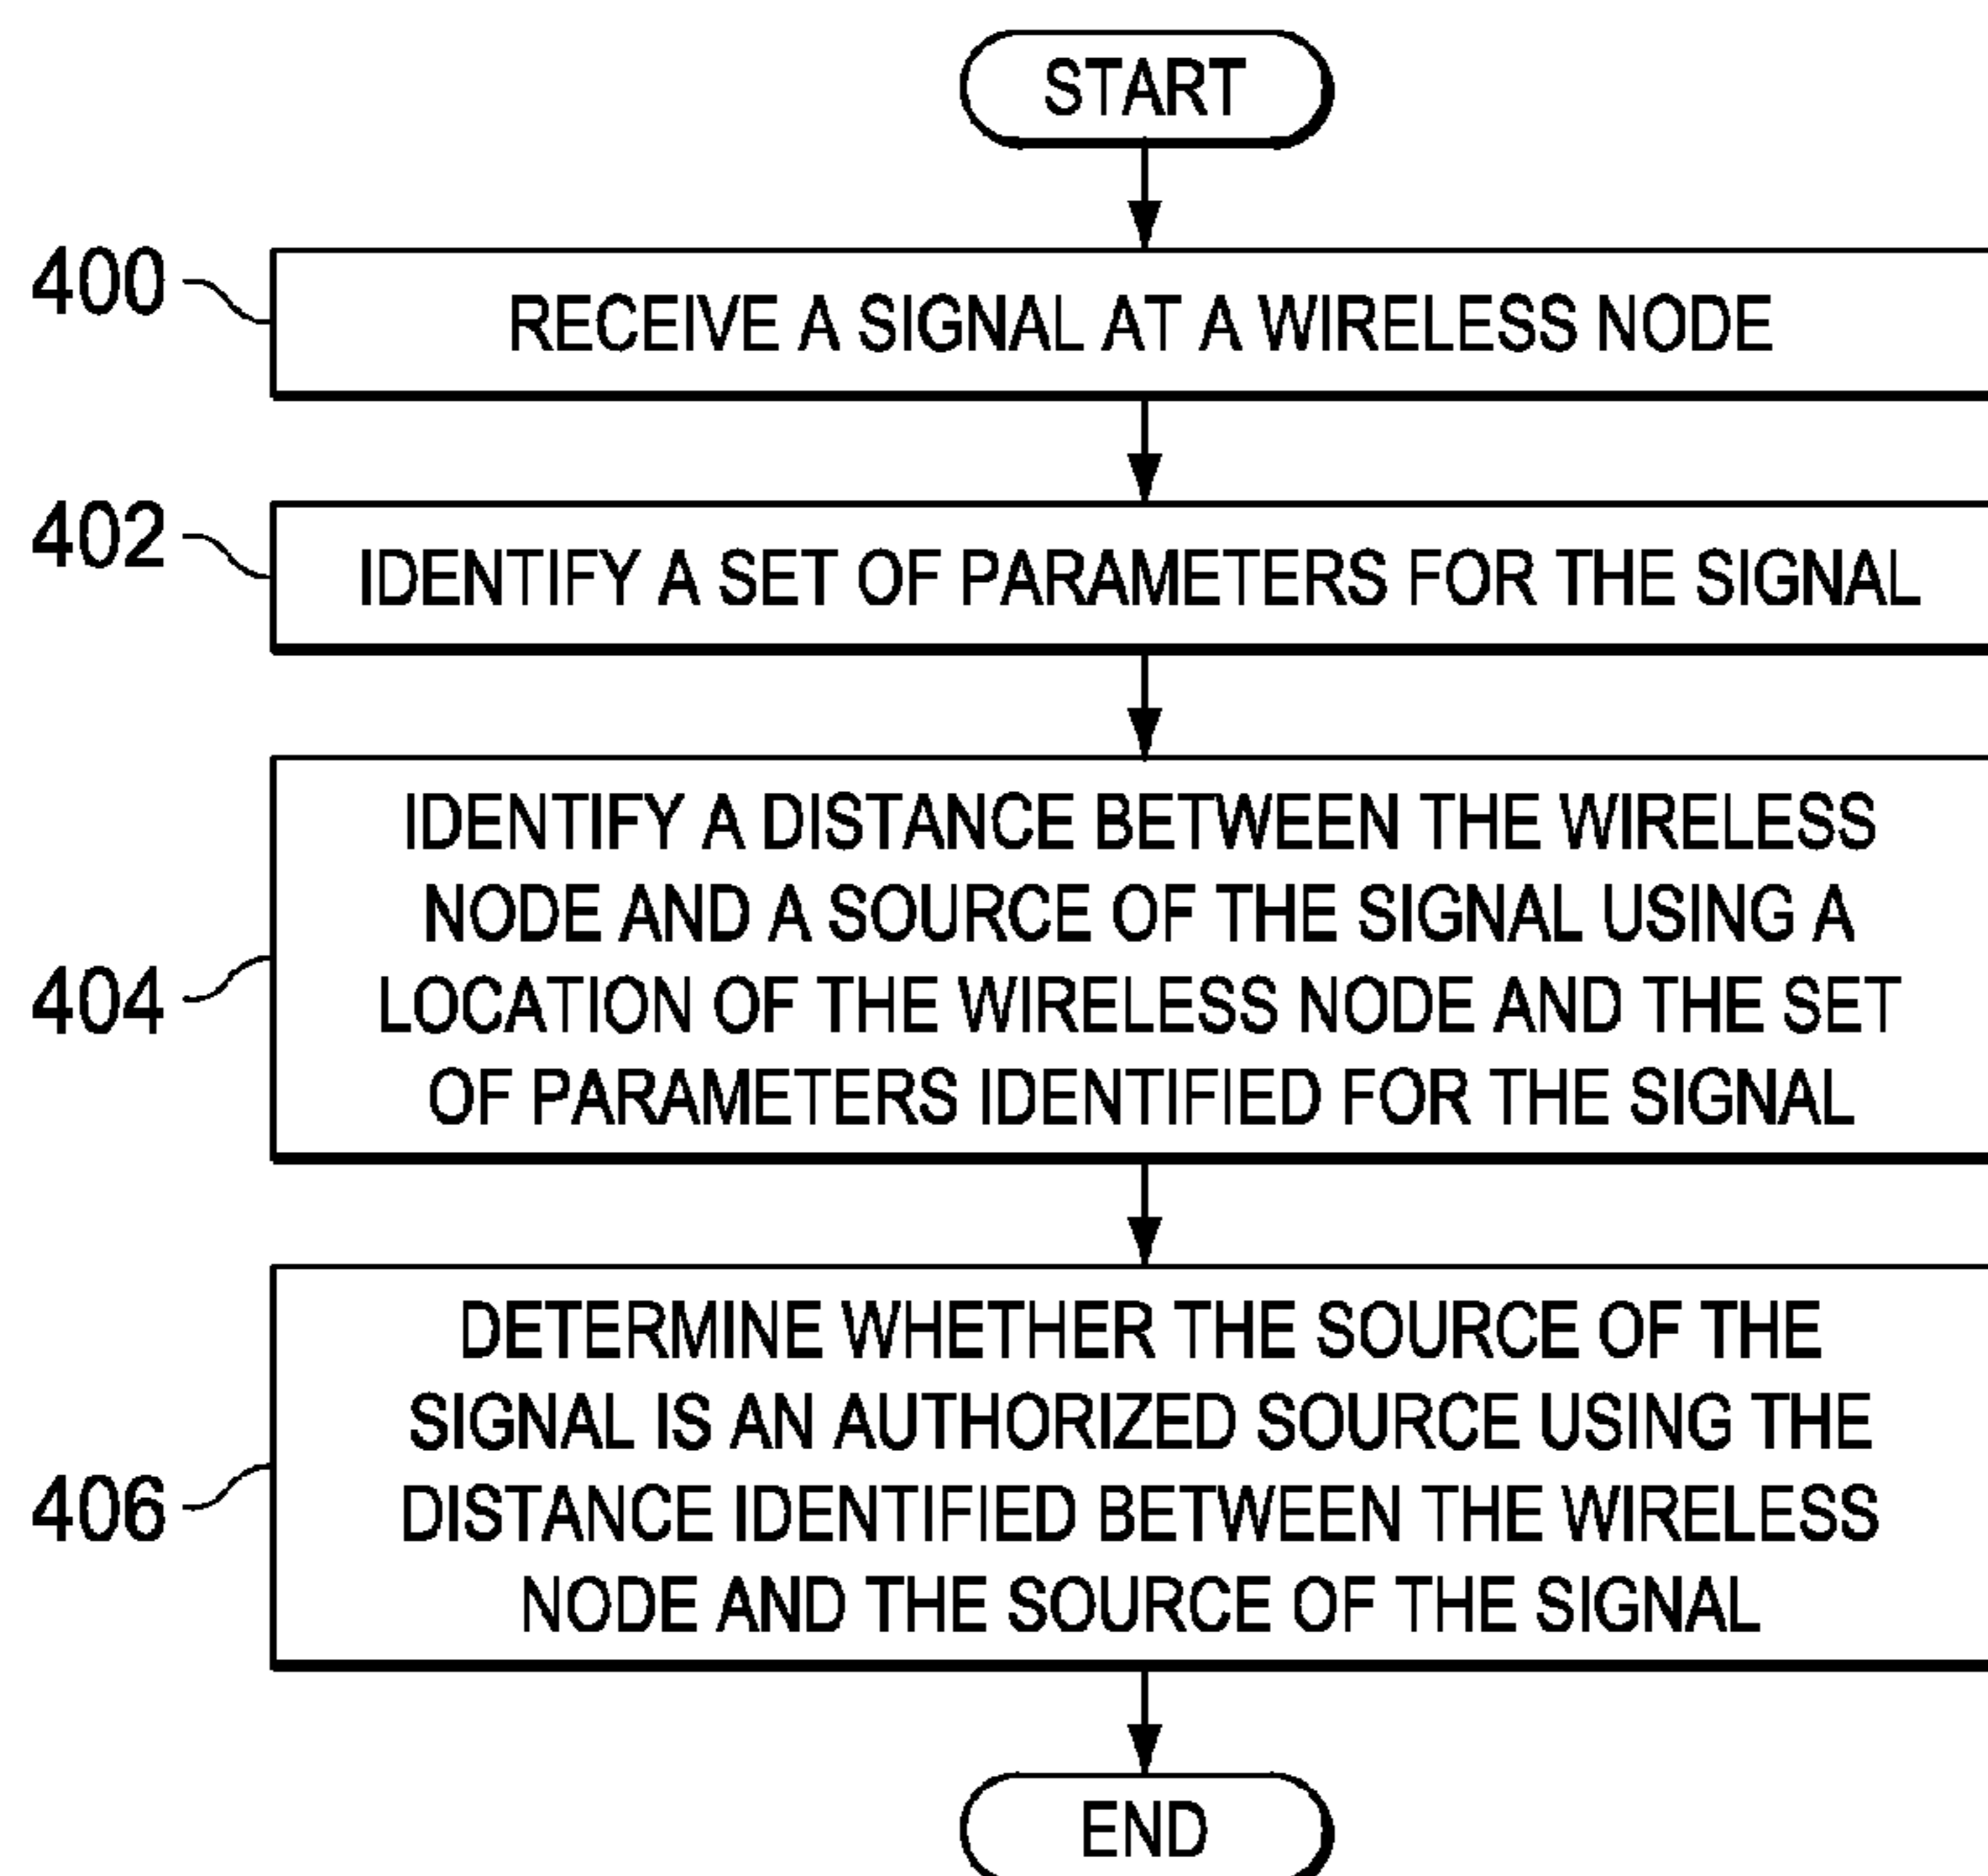 START
400
RECEIVE A SIGNAL AT A WIRELESS NODE
402
IDENTIFY A SET OF PARAMETERS FOR THE SIGNAL
404
IDENTIFY A DISTANCE BETWEEN THE WIRELESS
NODE AND A SOURCE OF THE SIGNAL USING A
LOCATION OF THE WIRELESS NODE AND THE SET
OF PARAMETERS IDENTIFIED FOR THE SIGNAL
406
DETERMINE WHETHER THE SOURCE OF THE
SIGNAL IS AN AUTHORIZED SOURCE USING THE
DISTANCE IDENTIFIED BETWEEN THE WIRELESS
NODE AND THE SOURCE OF THE SIGNAL
END